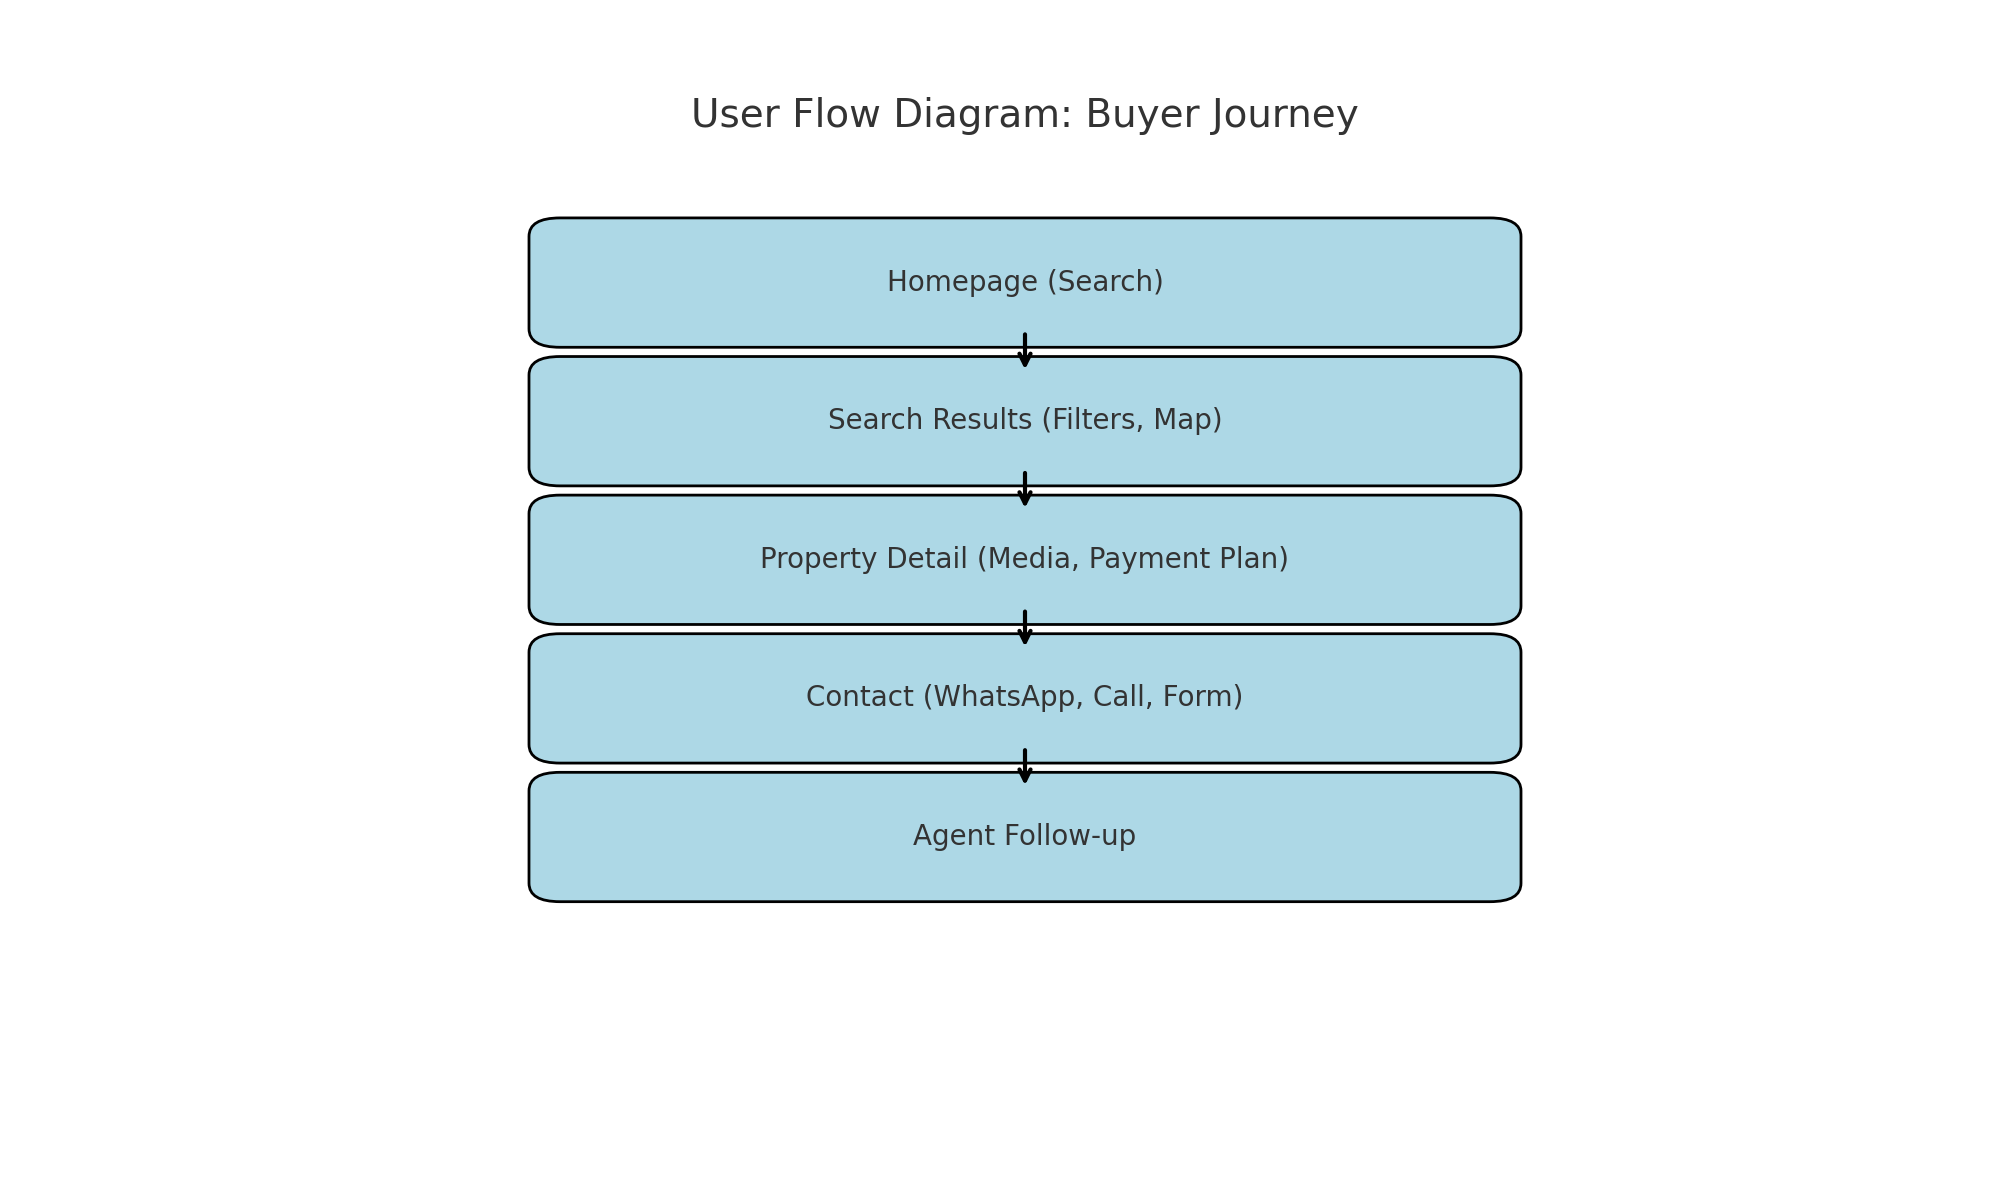 User Flow Diagram: Buyer Journey
Homepage (Search)
Search Results (Filters, Map)
Property Detail (Media, Payment Plan)
Contact (WhatsApp, Call, Form)
Agent Follow-up